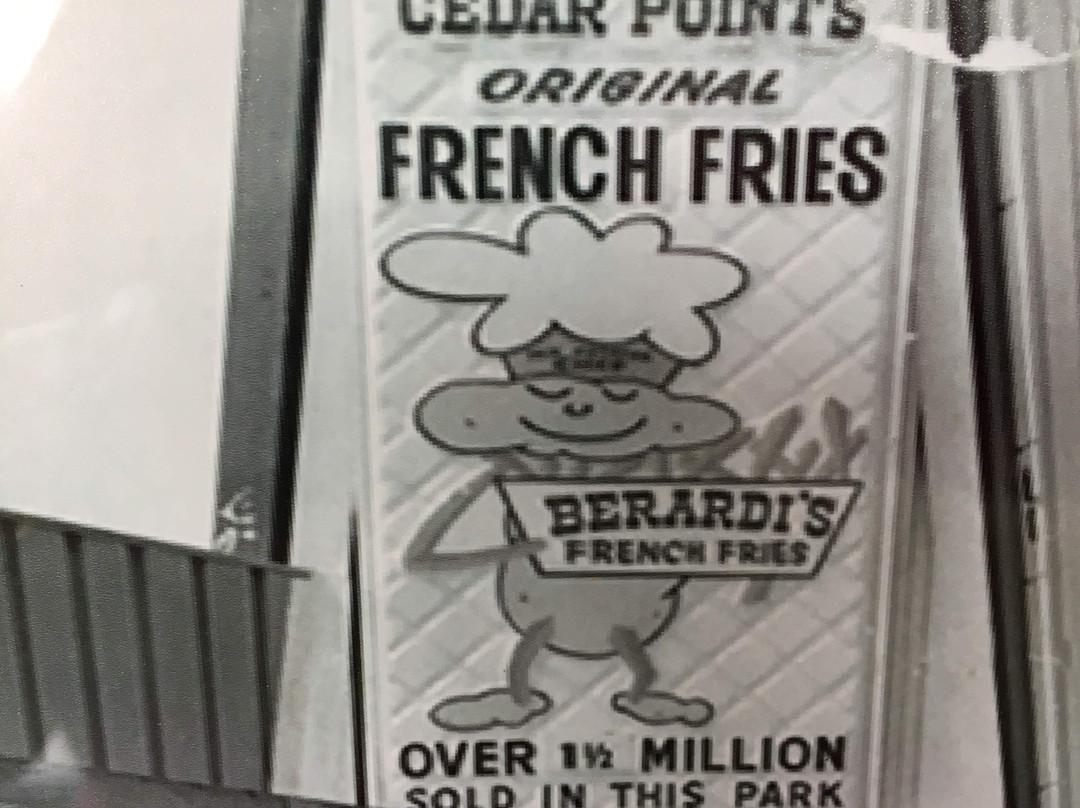 CEDAR POINT'S
ORIGINAL
FRENCH FRIES
BERARDI'S
FRENCH FRIES
OVER 1½ MILLION
SOLD IN THIS PARK